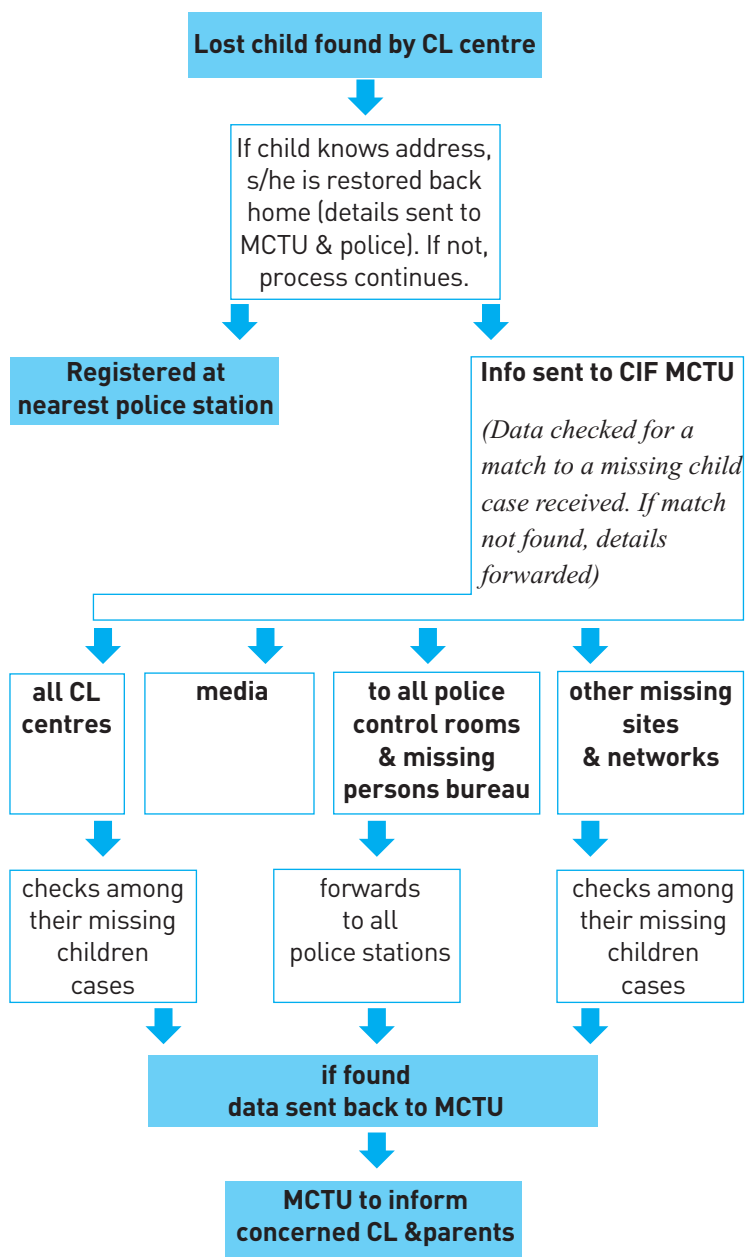 Lost child found by CL centre
If child knows address,
s/he is restored back
home (details sent to
MCTU & police). If not,
process continues.
Registered at
nearest police station
Info sent to CIF MCTU
(Data checked for a
match to a missing child
case received. If match
not found, details
forwarded)
all CL
centres
media
to all police
control rooms
& missing
persons bureau
other missing
sites
& networks
checks among
their missing
children
cases
forwards
to all
police stations
checks among
their missing
children
cases
if found
data sent back to MCTU
MCTU to inform
concerned CL &parents